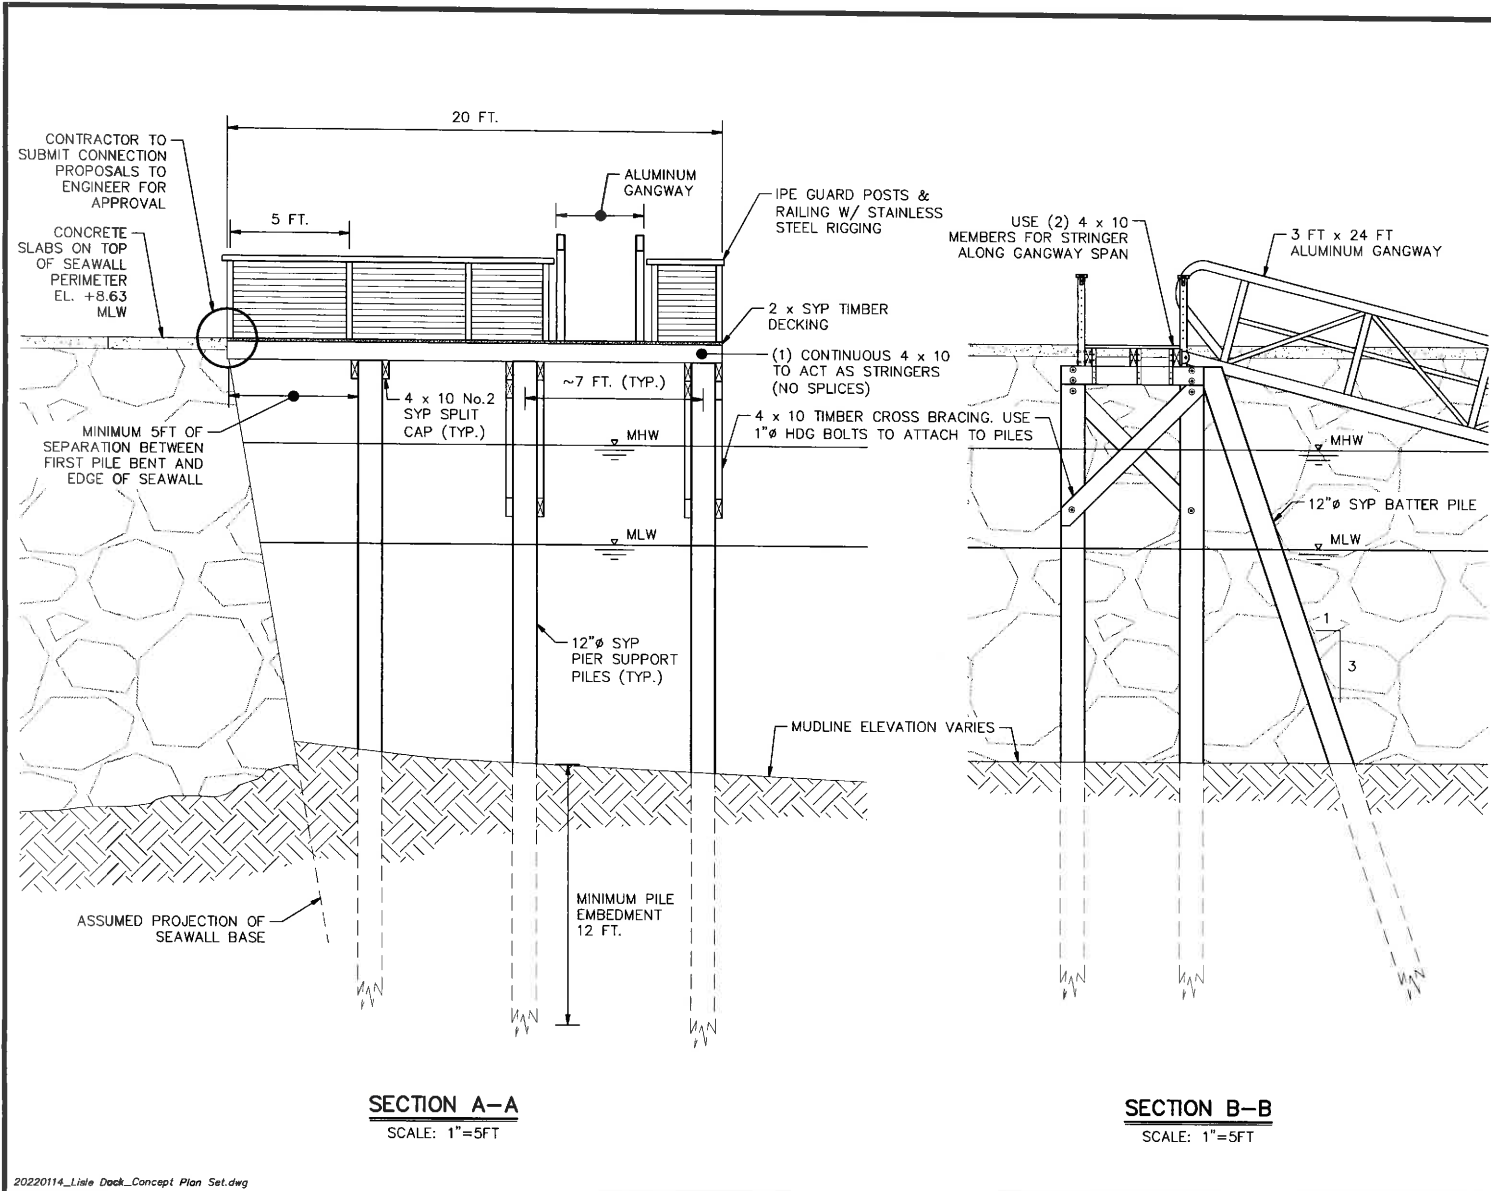 20 FT.
CONTRACTOR TO
SUBMIT CONNECTION
PROPOSALS TO
ENGINEER FOR
APPROVAL
5 FT.
CONCRETE
SLABS ON TOP
OF SEAWALL
PERIMETER
EL. +8.63
MLW
ALUMINUM
GANGWAY
IPE GUARD POSTS &
RAILING W/ STAINLESS
STEEL RIGGING
2 x SYP TIMBER
DECKING
(1) CONTINUOUS 4 x 10
TO ACT AS STRINGERS
(NO SPLICES)
~7 FT. (TYP.)
4 x 10 No.2
SYP SPLIT
CAP (TYP.)
4 x 10 TIMBER CROSS BRACING. USE
1"ø HDG BOLTS TO ATTACH TO PILES
MINIMUM 5FT OF
SEPARATION BETWEEN
FIRST PILE BENT AND
EDGE OF SEAWALL
MHW
MLW
12"ø SYP
PIER SUPPORT
PILES (TYP.)
MUDLINE ELEVATION VARIES
MINIMUM PILE
EMBEDMENT
12 FT.
ASSUMED PROJECTION OF
SEAWALL BASE
SECTION A-A
SCALE: 1"=5FT
USE (2) 4 x 10
MEMBERS FOR STRINGER
ALONG GANGWAY SPAN
3 FT x 24 FT
ALUMINUM GANGWAY
MHW
12"ø SYP BATTER PILE
MLW
1
3
SECTION B-B
SCALE: 1"=5FT
20220114_Lisle Dock_Concept Plan Set.dwg